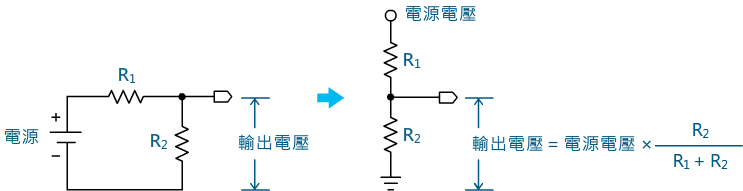 R1
+
電源
−
R2
輸出電壓
電源電壓
R1
R2
輸出電壓 = 電源電壓 × R2 / (R1 + R2)